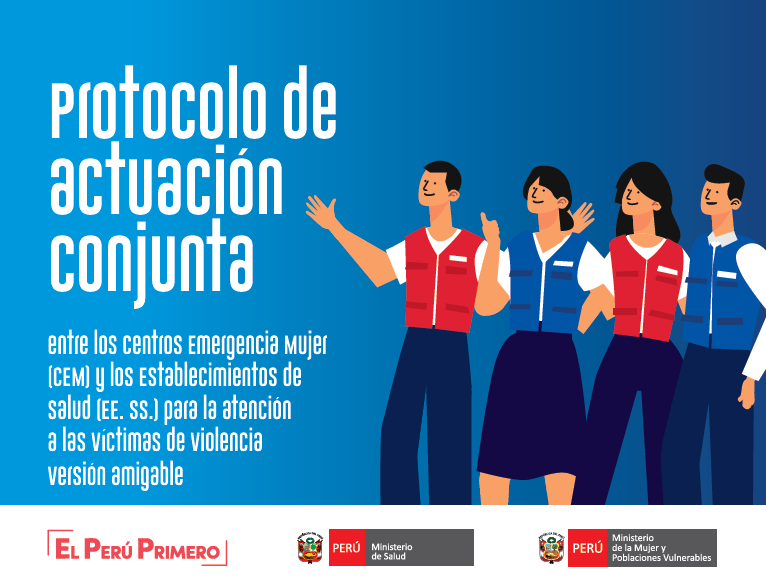 Protocolo de
actuación
conjunta
entre los centros Emergencia Mujer
(CEM) y los Establecimientos de
salud (EE. SS.) para la atención
a las víctimas de violencia
versión amigable
EL PERÚ PRIMERO
PERÚ
Ministerio
de Salud
PERÚ
Ministerio
de la Mujer y
Poblaciones Vulnerables